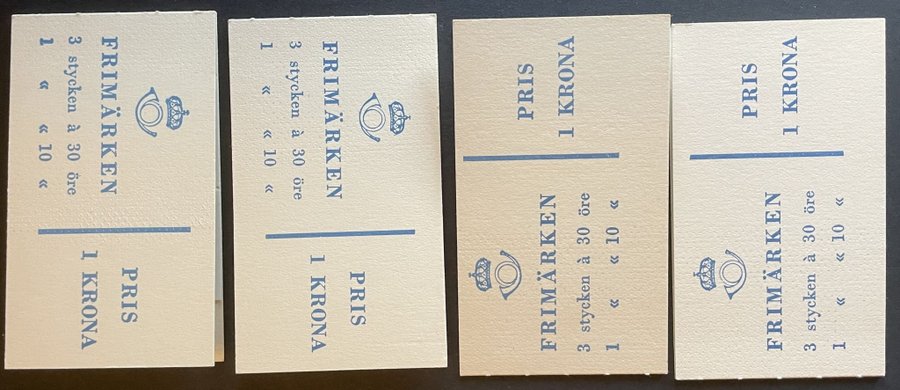 FRIMÄRKEN
3 stycken à 30 öre
1 « « 10 «
PRIS
1 KRONA
FRIMÄRKEN
3 stycken à 30 öre
1 « « 10 «
PRIS
1 KRONA
PRIS
1 KRONA
FRIMÄRKEN
3 stycken à 30 öre
1 « « 10 «
PRIS
1 KRONA
FRIMÄRKEN
3 stycken à 30 öre
1 « « 10 «